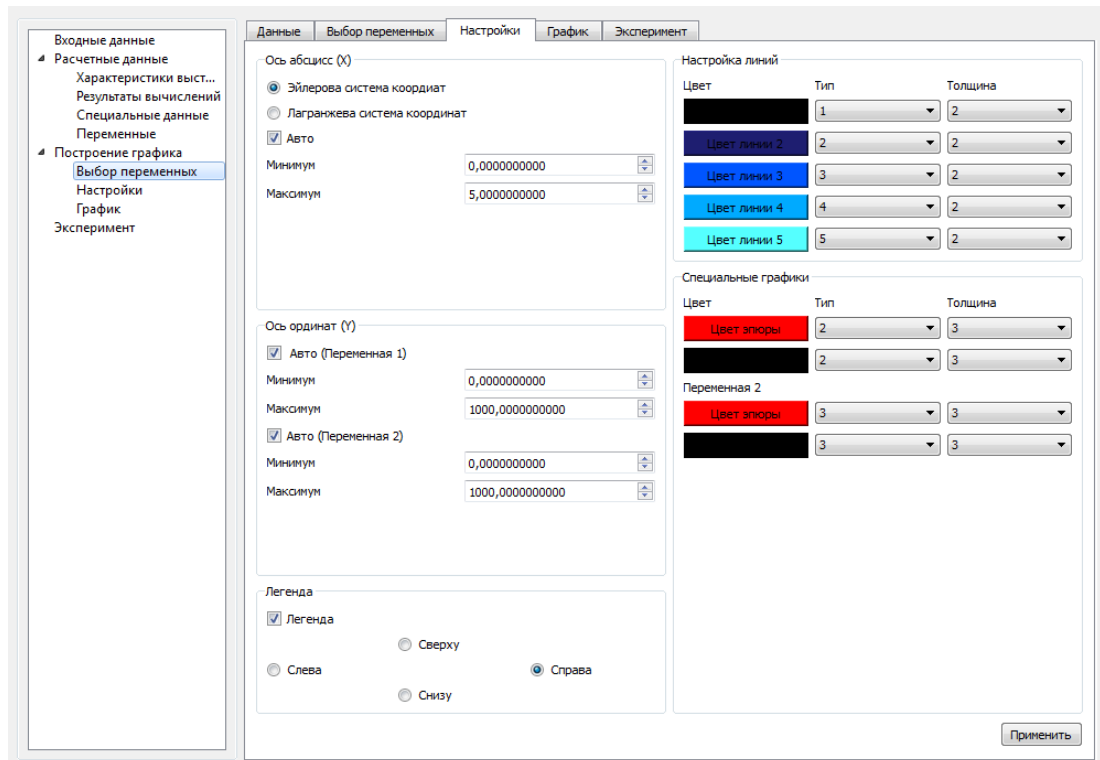 Входные данные
Расчетные данные
Характеристики выст...
Результаты вычислений
Специальные данные
Переменные
Построение графика
Выбор переменных
Настройки
График
Эксперимент
Данные Выбор переменных Настройки График Эксперимент
Ось абсцисс (X)
Эйлерова система коордиат
Лагранжева система координат
Авто
Минимум 0,0000000000
Максимум 5,0000000000
Ось ординат (Y)
Авто (Переменная 1)
Минимум 0,0000000000
Максимум 1000,0000000000
Авто (Переменная 2)
Минимум 0,0000000000
Максимум 1000,0000000000
Легенда
Легенда
Сверху
Слева Справа
Снизу
Настройка линий
Цвет Тип Толщина
1 2
Цвет линии 2 2 2
Цвет линии 3 3 2
Цвет линии 4 4 2
Цвет линии 5 5 2
Специальные графики
Цвет Тип Толщина
Цвет эпюры 2 3
2 3
Переменная 2
Цвет эпюры 3 3
3 3
Применить